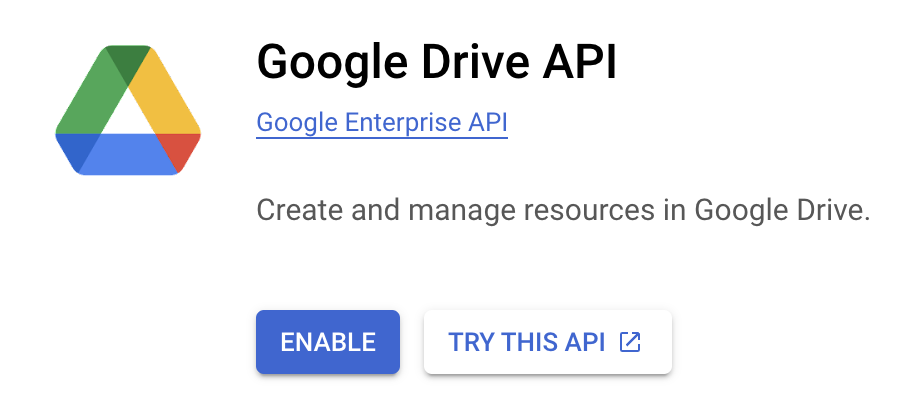 Google Drive API
Google Enterprise API
Create and manage resources in Google Drive.
ENABLE
TRY THIS API